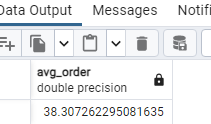 Data Output Messages Notifi
avg_order
double precision
38.307262295081635